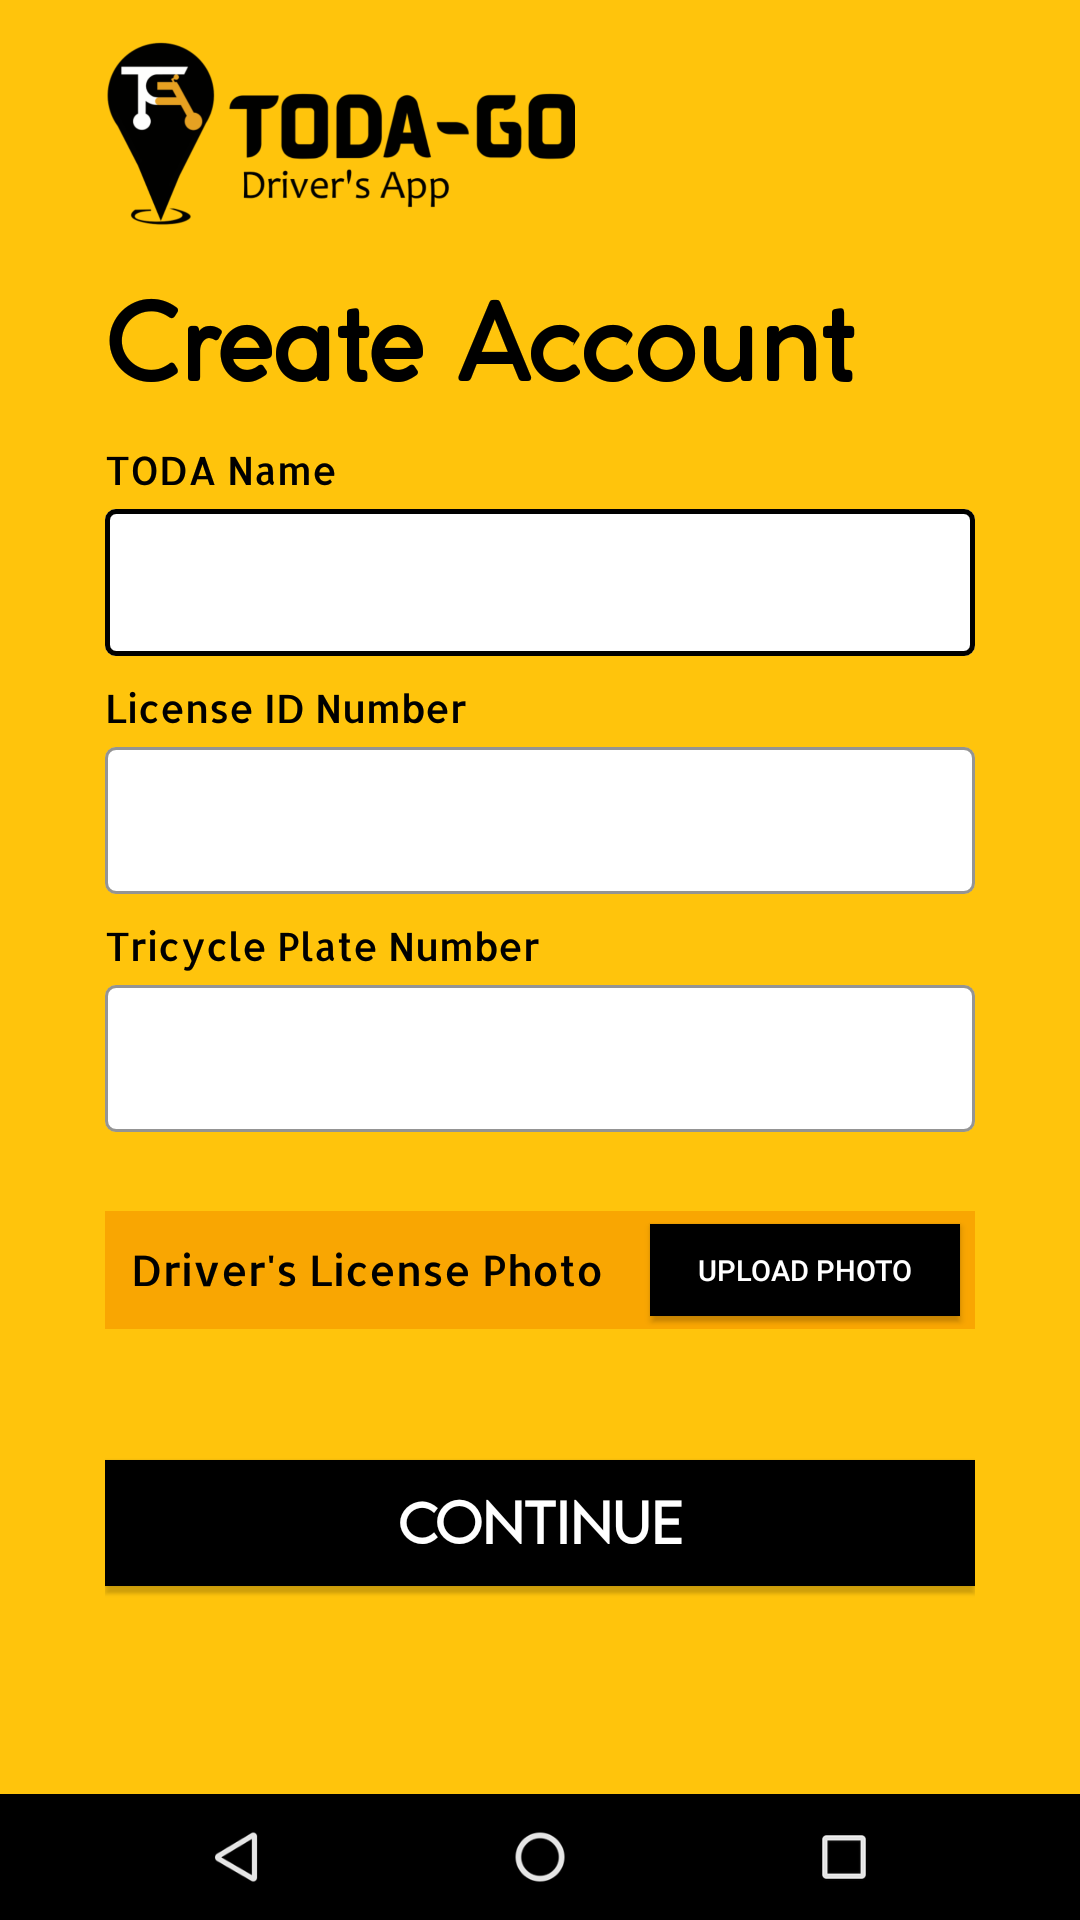 TODA-GO
Driver's App
Create Account
TODA Name
License ID Number
Tricycle Plate Number
Driver's License Photo
UPLOAD PHOTO
CONTINUE